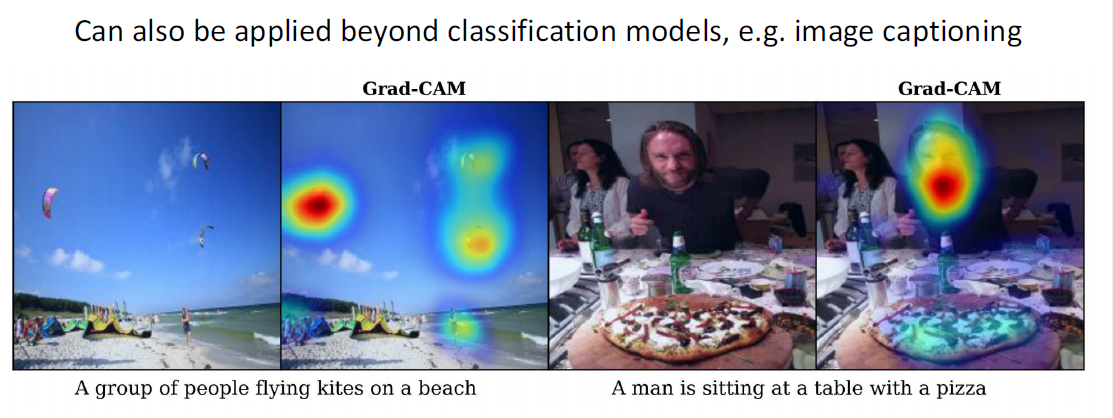 Can also be applied beyond classification models, e.g. image captioning
Grad-CAM
Grad-CAM
A group of people flying kites on a beach
A man is sitting at a table with a pizza